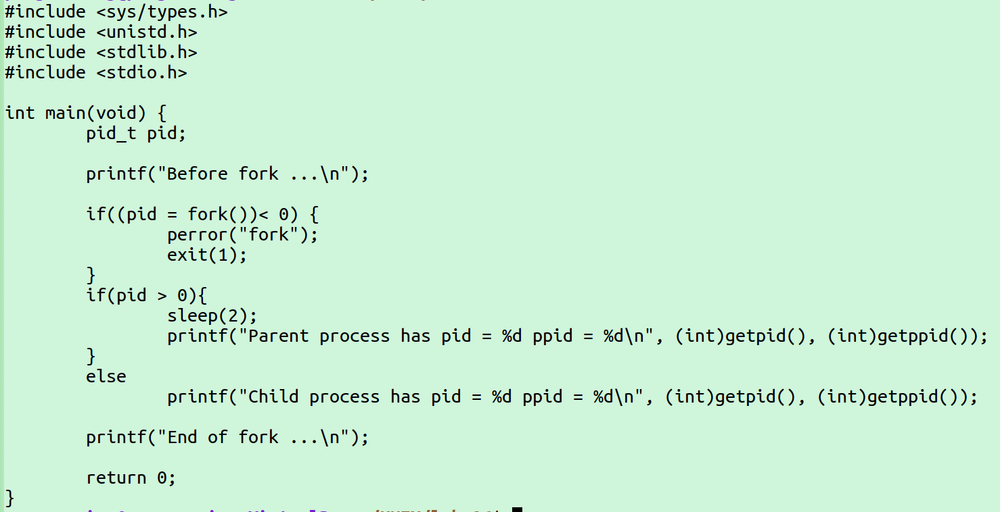 #include <sys/types.h>
#include <unistd.h>
#include <stdlib.h>
#include <stdio.h>
int main(void) {
pid_t pid;
printf("Before fork ...\n");
if((pid = fork())< 0) {
perror("fork");
exit(1);
}
if(pid > 0){
sleep(2);
printf("Parent process has pid = %d ppid = %d\n", (int)getpid(), (int)getppid());
}
else
printf("Child process has pid = %d ppid = %d\n", (int)getpid(), (int)getppid());
printf("End of fork ...\n");
return 0;
}